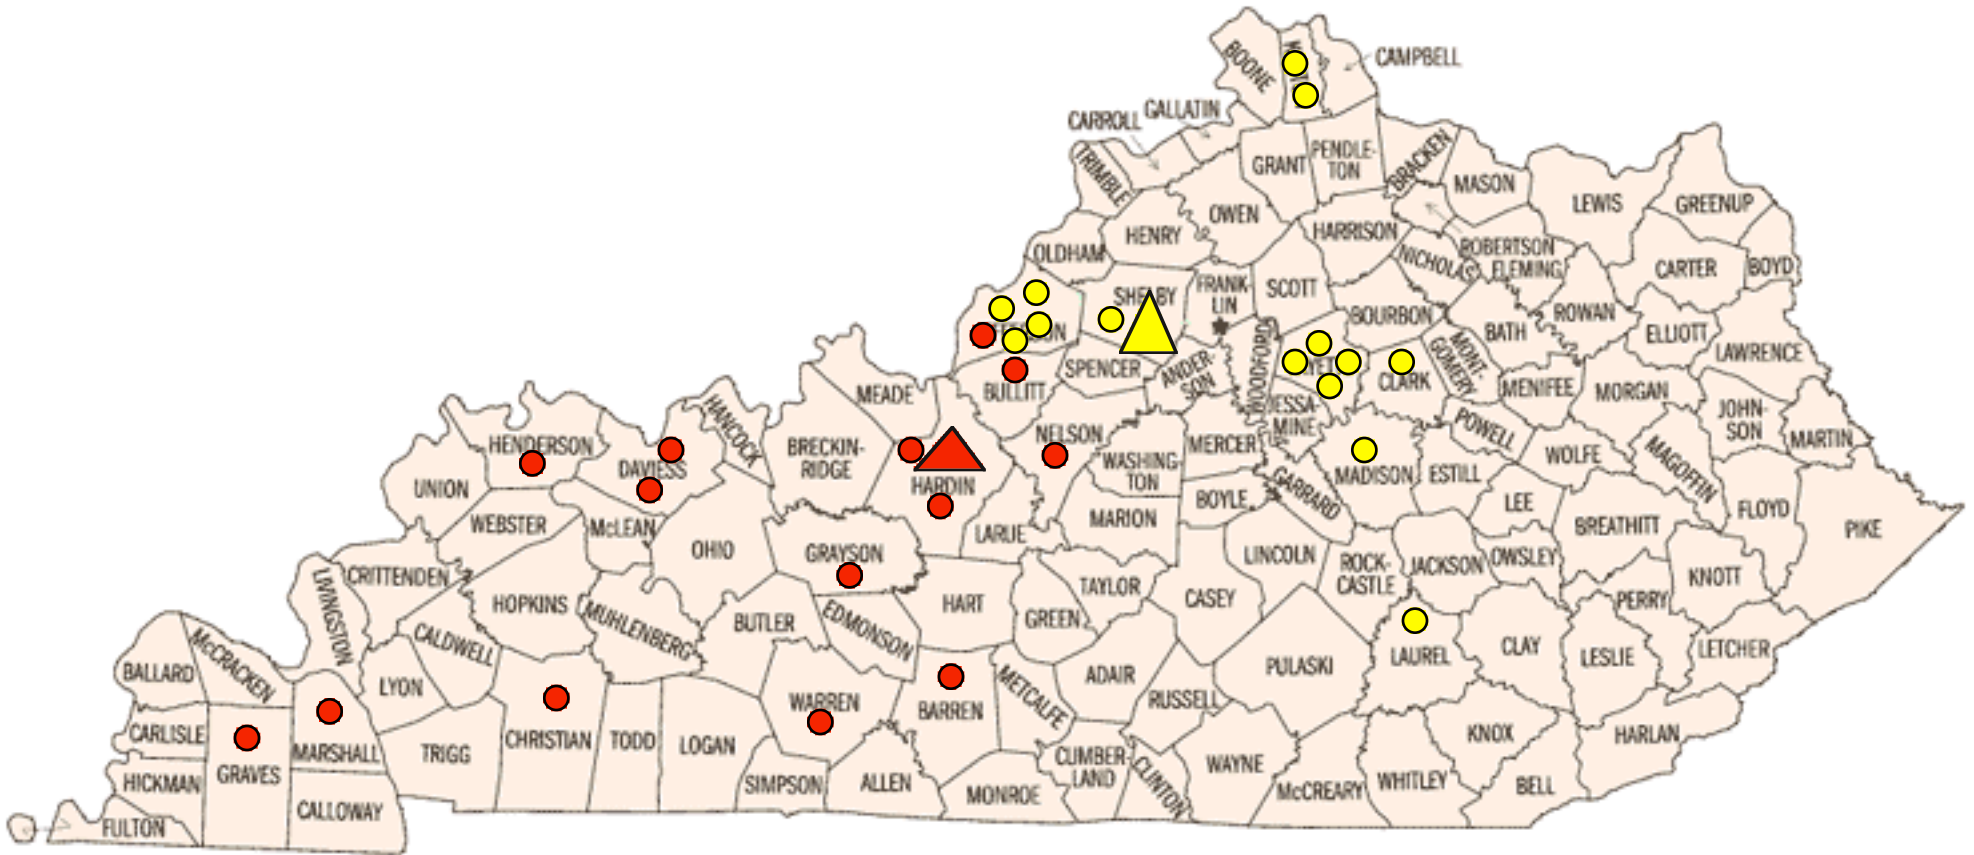 BOONE
CAMPBELL
GALLATIN
CARROLL
TRIMBLE
GRANT
PENDLE-
TON
BRACKEN
MASON
LEWIS
GREENUP
OWEN
HENRY
HARRISON
ROBERTSON
OLDHAM
NICHOLAS
FLEMING
CARTER
BOYD
SHELBY
FRANK-
LIN
SCOTT
BOURBON
BATH
ROWAN
ELLIOTT
LAWRENCE
SPENCER
ANDER-
SON
WOODFORD
CLARK
MONT-
GOMERY
MENIFEE
MORGAN
MEADE
BULLITT
JESSA-
MINE
JOHN-
SON
MARTIN
HANCOCK
HENDERSON
BRECKIN-
RIDGE
NELSON
WASHING-
TON
MERCER
POWELL
WOLFE
MAGOFFIN
UNION
DAVIESS
HARDIN
MADISON
ESTILL
GARRARD
BOYLE
LEE
FLOYD
PIKE
WEBSTER
McLEAN
OHIO
GRAYSON
LARUE
MARION
LINCOLN
ROCK-
CASTLE
JACKSON
OWSLEY
BREATHITT
KNOTT
LIVINGSTON
CRITTENDEN
HOPKINS
MUHLENBERG
BUTLER
EDMONSON
HART
GREEN
TAYLOR
CASEY
PERRY
BALLARD
McCRACKEN
CALDWELL
LYON
PULASKI
LAUREL
CLAY
LESLIE
LETCHER
WARREN
BARREN
METCALFE
ADAIR
RUSSELL
CARLISLE
MARSHALL
TRIGG
CHRISTIAN
TODD
LOGAN
KNOX
HARLAN
HICKMAN
GRAVES
SIMPSON
ALLEN
MONROE
CUMBER-
LAND
CLINTON
WAYNE
McCREARY
WHITLEY
BELL
FULTON
CALLOWAY